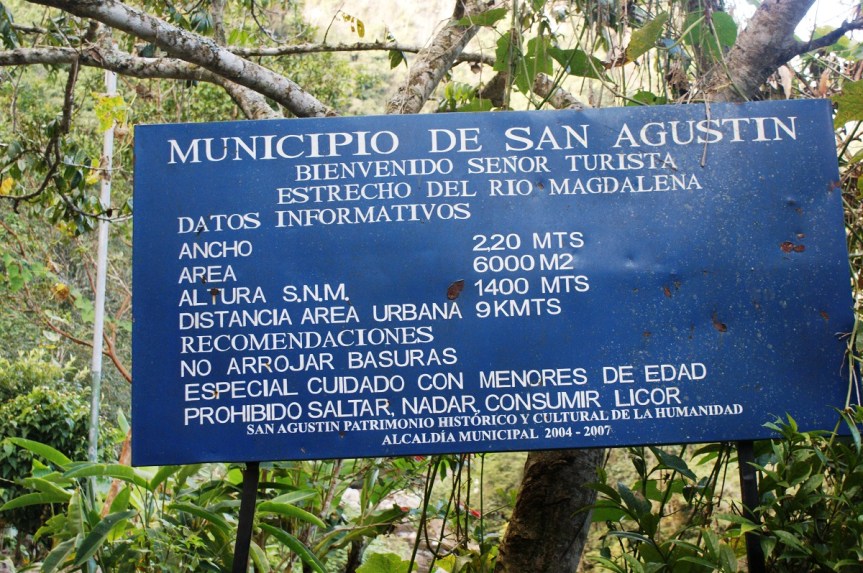 MUNICIPIO DE SAN AGUSTIN
BIENVENIDO SEÑOR TURISTA
ESTRECHO DEL RIO MAGDALENA
DATOS INFORMATIVOS
ANCHO 2,20 MTS
AREA 6000 M2
ALTURA S.N.M. 1400 MTS
DISTANCIA AREA URBANA 9 KMTS
RECOMENDACIONES
NO ARROJAR BASURAS
ESPECIAL CUIDADO CON MENORES DE EDAD
PROHIBIDO SALTAR, NADAR, CONSUMIR LICOR
SAN AGUSTIN PATRIMONIO HISTÓRICO Y CULTURAL DE LA HUMANIDAD
ALCALDÍA MUNICIPAL 2004 - 2007